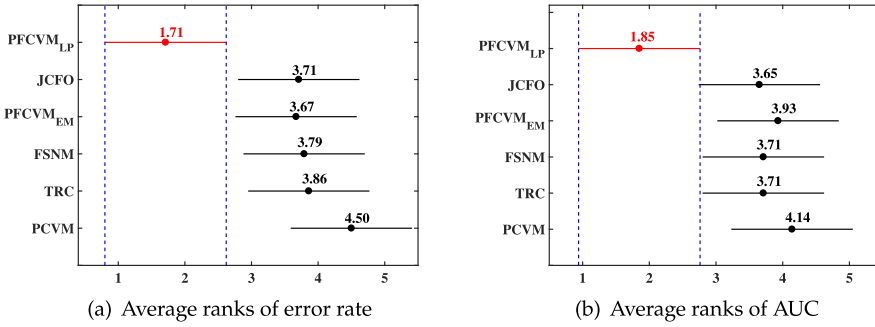 PFCVM_LP
1.71
JCFO
3.71
PFCVM_EM
3.67
FSNM
3.79
TRC
3.86
PCVM
4.50
1 2 3 4 5
(a) Average ranks of error rate
PFCVM_LP
1.85
JCFO
3.65
PFCVM_EM
3.93
FSNM
3.71
TRC
3.71
PCVM
4.14
1 2 3 4 5
(b) Average ranks of AUC